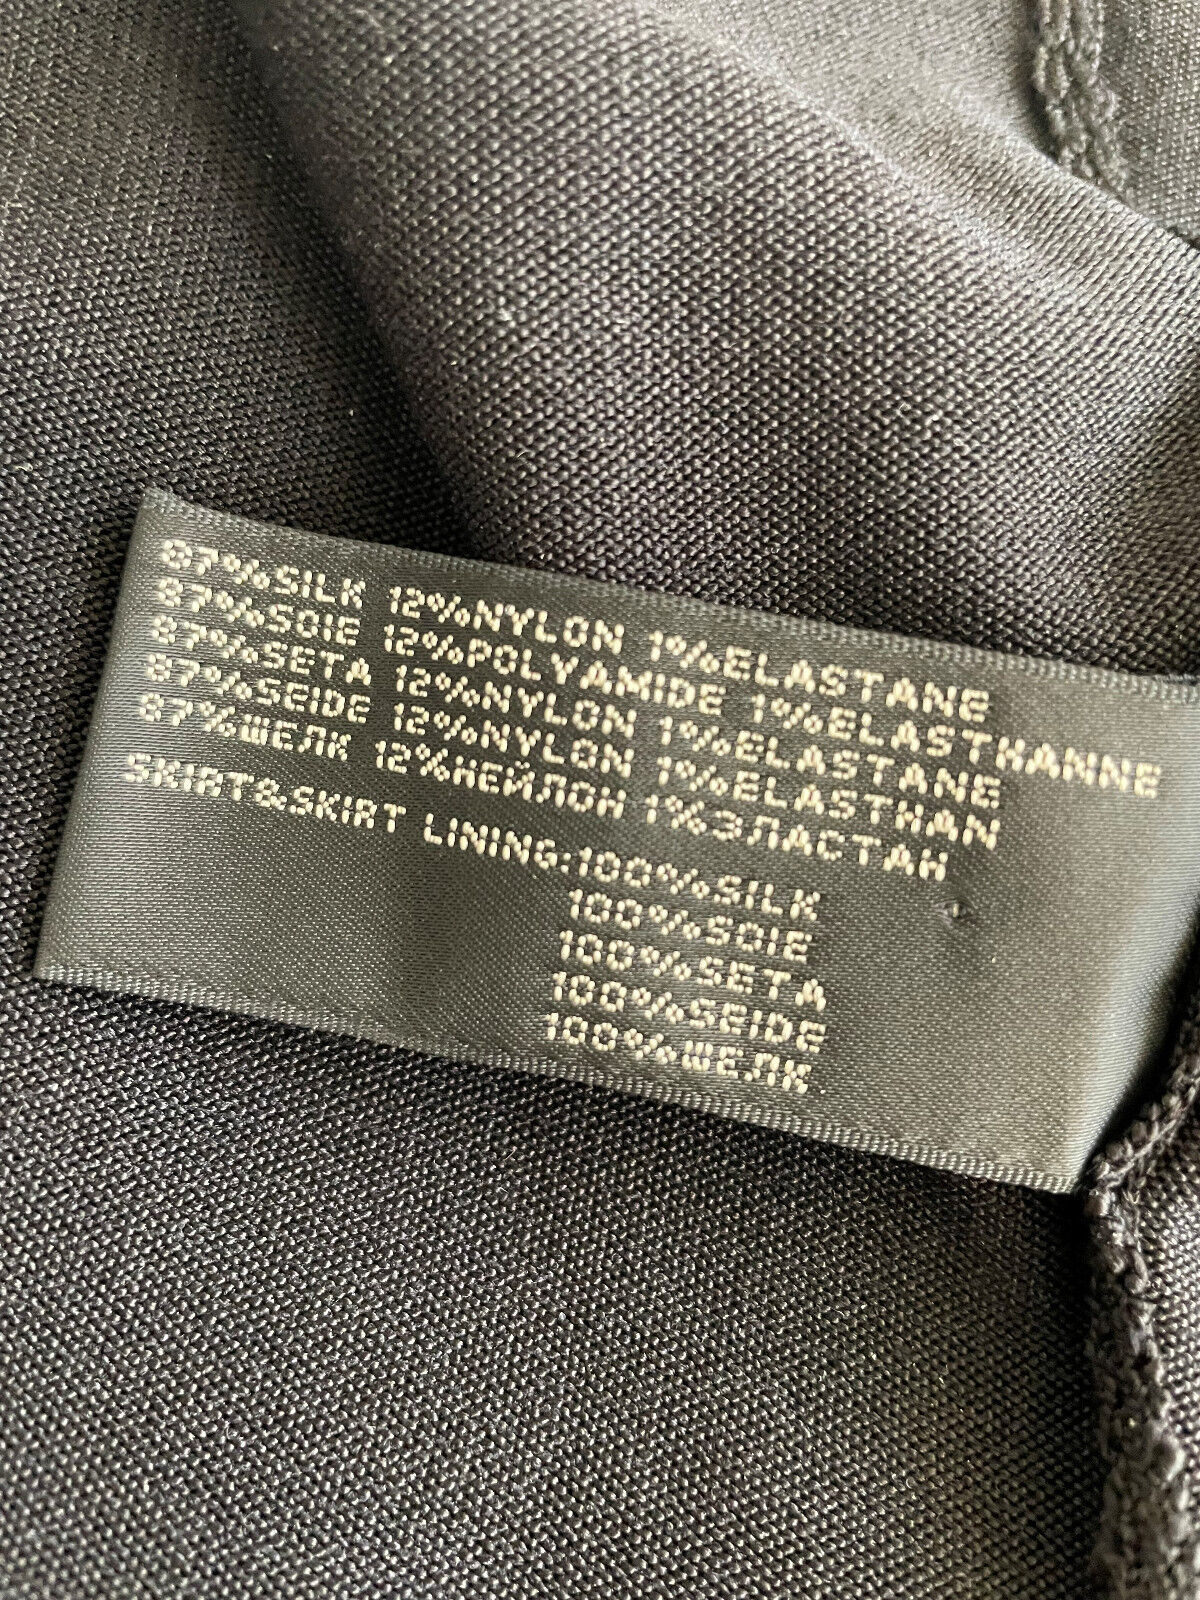 87%SILK 12%NYLON 1%ELASTANE
87%SOIE 12%POLYAMIDE 1%ELASTHANNE
87%SETA 12%NYLON 1%ELASTANE
87%SEIDE 12%NYLON 1%ELASTHAN
87%ШЕЛК 12%НЕЙЛОН 1%ЭЛАСТАН
SKIRT&SKIRT LINING:100%SILK
100%SOIE
100%SETA
100%SEIDE
100%ШЕЛК